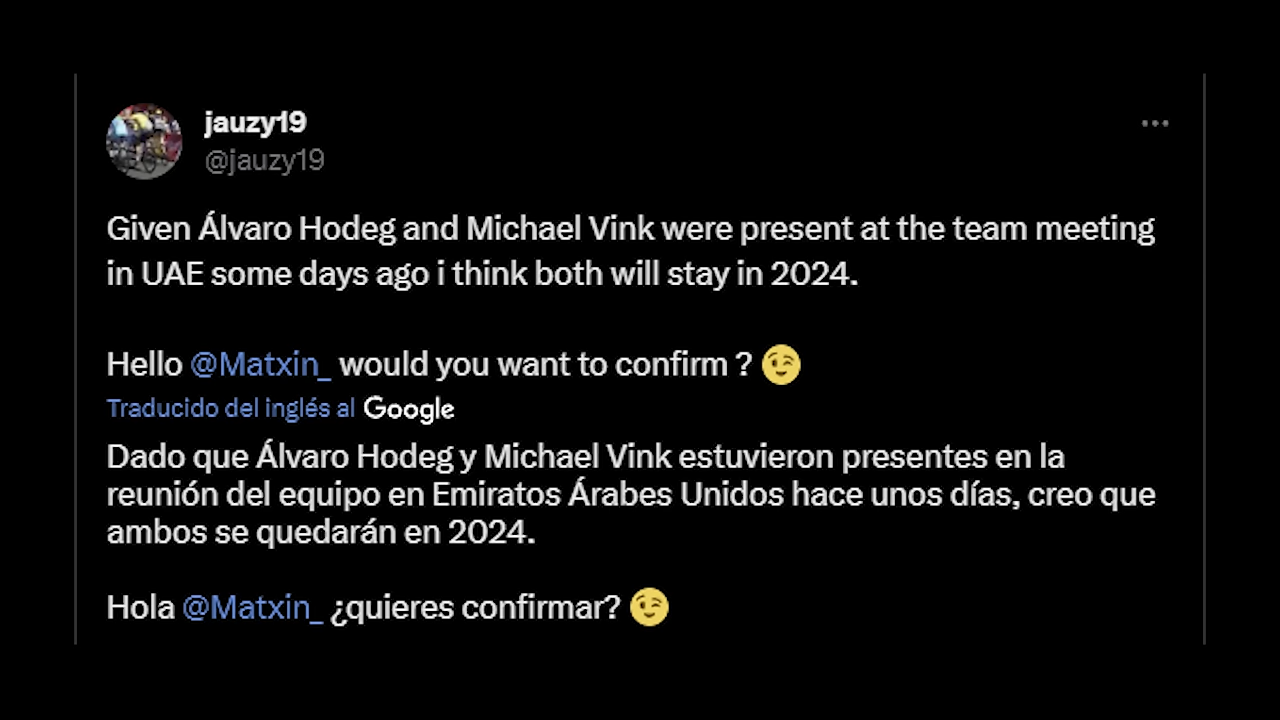 jauzy19
@jauzy19
Given Álvaro Hodeg and Michael Vink were present at the team meeting
in UAE some days ago i think both will stay in 2024.
Hello @Matxin_ would you want to confirm ? 😉
Traducido del inglés al Google
Dado que Álvaro Hodeg y Michael Vink estuvieron presentes en la
reunión del equipo en Emiratos Árabes Unidos hace unos días, creo que
ambos se quedarán en 2024.
Hola @Matxin_ ¿quieres confirmar? 😉